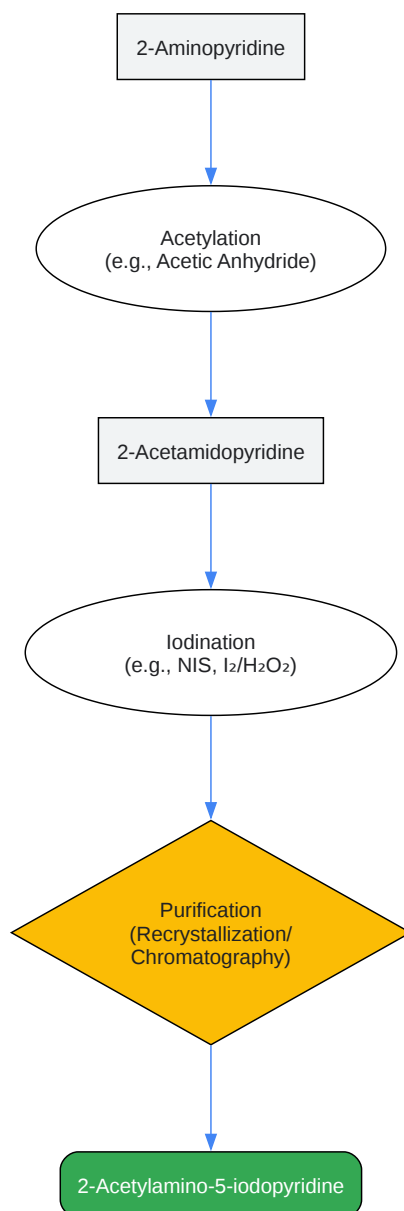 2-Aminopyridine
Acetylation
(e.g., Acetic Anhydride)
2-Acetamidopyridine
Iodination
(e.g., NIS, I₂/H₂O₂)
Purification
(Recrystallization/
Chromatography)
2-Acetylamino-5-iodopyridine